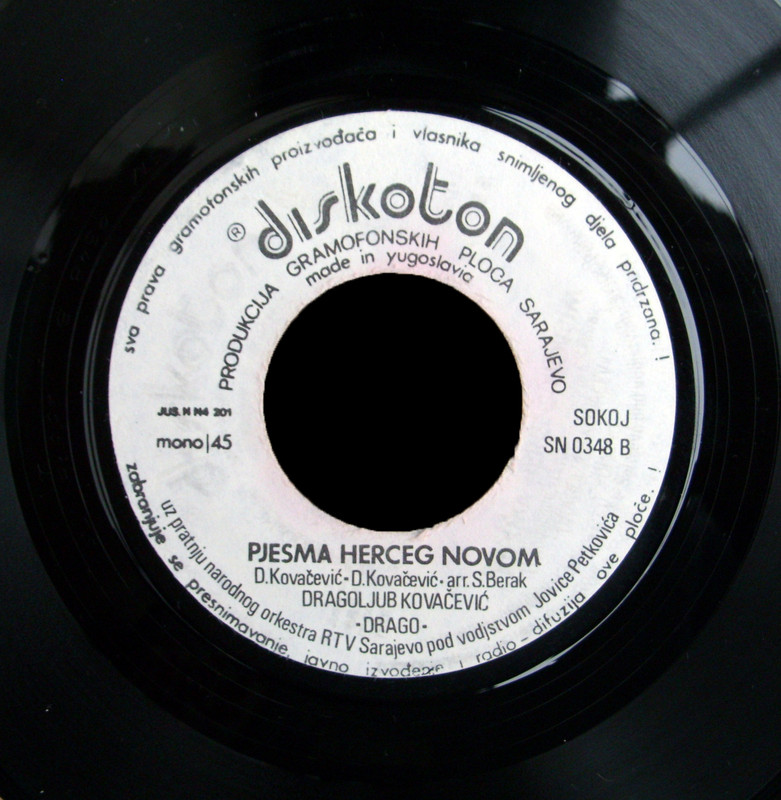 sva prava gramofonskih proizvođača i vlasnika snimljenog djela pridrzana. !
® diskoton
PRODUKCIJA GRAMOFONSKIH PLOCA SARAJEVO
made in yugoslavia
JUS. N N4 201
mono|45
SOKOJ
SN 0348 B
PJESMA HERCEG NOVOM
D.Kovačević - D.Kovačević - arr. S.Berak
DRAGOLJUB KOVAČEVIĆ
-DRAGO-
uz pratnju narodnog orkestra RTV Sarajevo pod vodjstvom Jovice Petkovića
zabranjuje se presnimavanje, javno izvođenje i radio - difuzija ove ploče. !